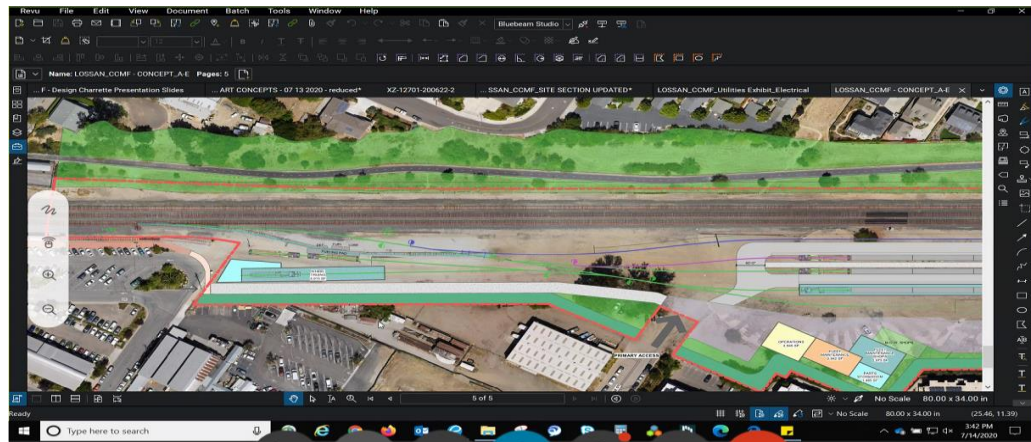 Revu File Edit View Document Batch Tools Window Help
Bluebeam Studio
Name: LOSSAN_CCMF - CONCEPT_A-E Pages: 5
... F - Design Charrette Presentation Slides ... ART CONCEPTS - 07 13 2020 - reduced* XZ-12701-200622-2 ... SSAN_CCMF_SITE SECTION UPDATED* LOSSAN_CCMF_Utilities Exhibit_Electrical LOSSAN_CCMF - CONCEPT_A-E
OPERATIONS
PRIMARY ACCESS
5 of 5
No Scale 80.00 x 34.00 in
Ready
No Scale 80.00 x 34.00 in (25.46, 11.39)
Type here to search
3:42 PM
7/14/2020